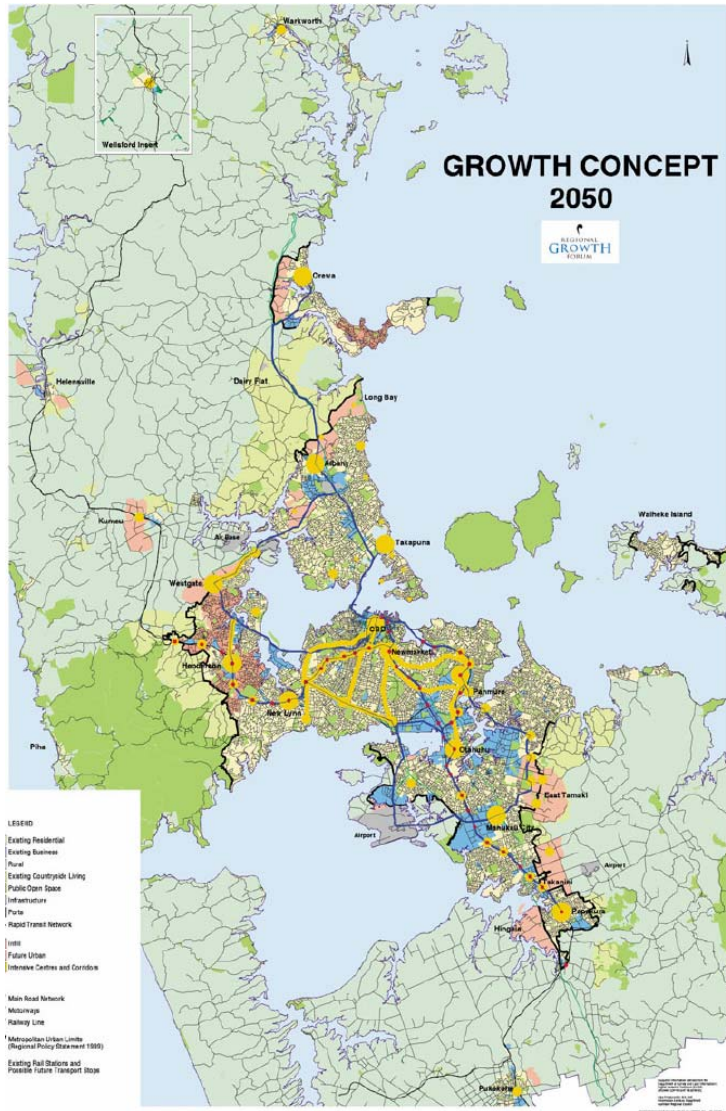 Warkworth
Wellsford Insert
GROWTH CONCEPT
2050
REGIONAL
GROWTH
FORUM
Orewa
Helensville
Dairy Flat
Long Bay
Albany
Kumeu
Air Base
Takapuna
Waiheke Island
Westgate
CBD
Henderson
Newmarket
Panmure
New Lynn
Piha
Otahuhu
East Tamaki
Airport
Manukau City
Airport
Takanini
Papakura
Hingaia
Pukekohe
LEGEND
Existing Residential
Existing Business
Rural
Existing Countryside Living
Public Open Space
Infrastructure
Ports
Rapid Transit Network
Future Urban
Intensive Centres and Corridors
Main Road Network
Motorways
Railway Line
Metropolitan Urban Limits
(Regional Policy Statement 1999)
Existing Rail Stations and
Possible Future Transport Stops